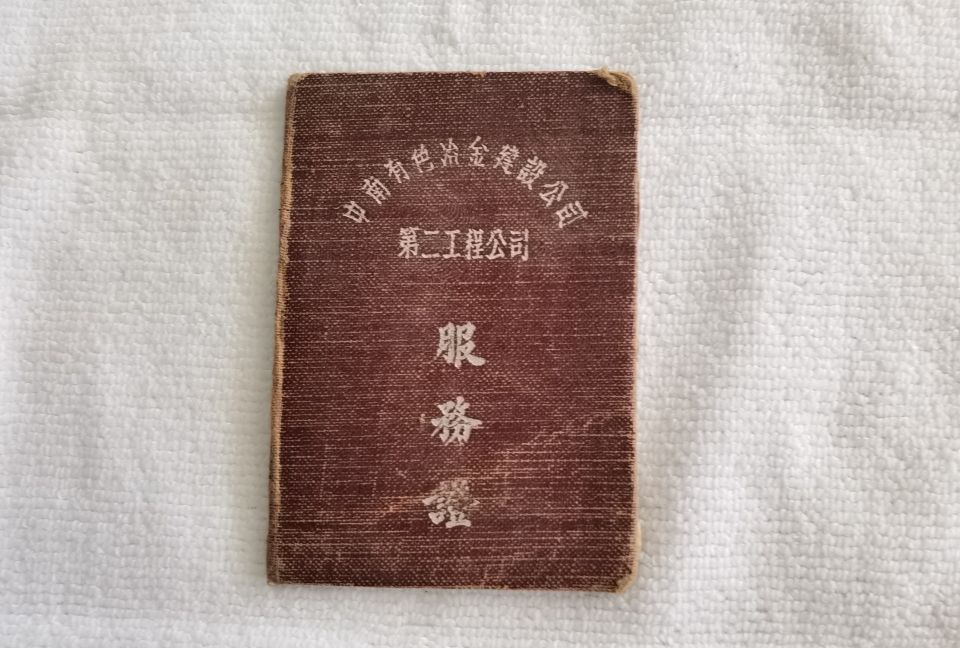 中南有色冶金建設公司
第二工程公司
服
務
證